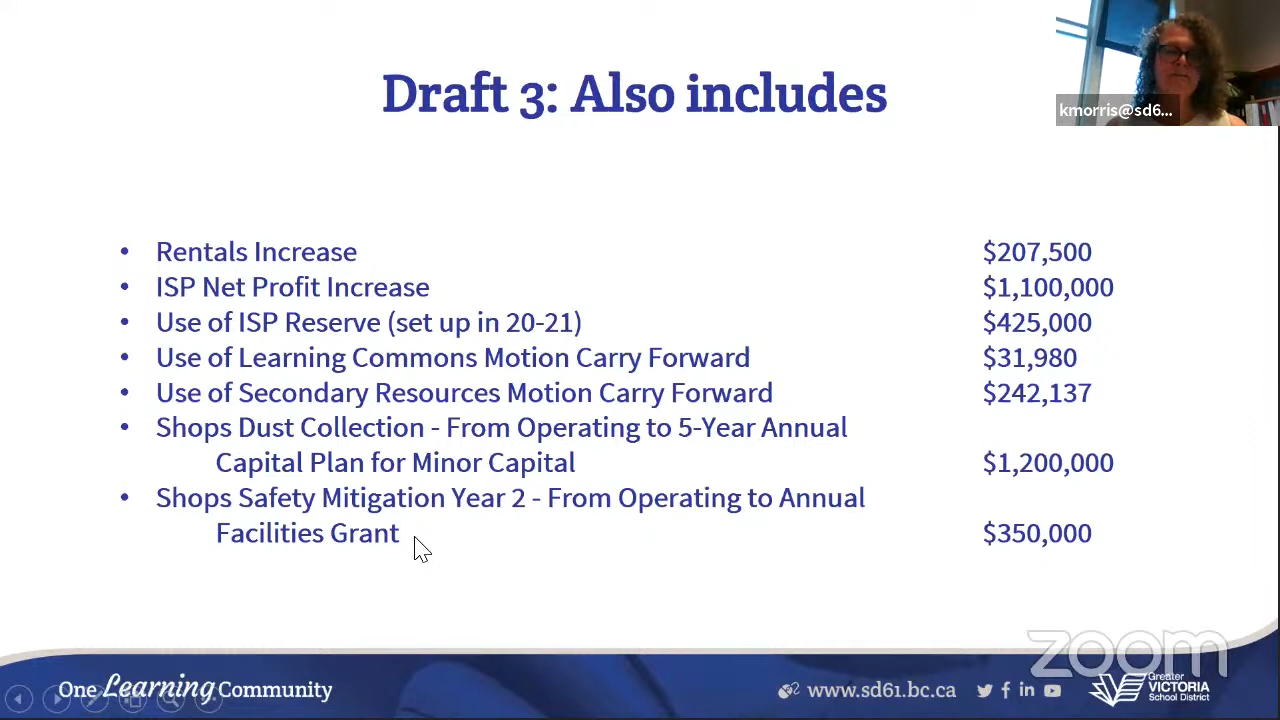 Draft 3: Also includes
kmorris@sd6...
• Rentals Increase $207,500
• ISP Net Profit Increase $1,100,000
• Use of ISP Reserve (set up in 20-21) $425,000
• Use of Learning Commons Motion Carry Forward $31,980
• Use of Secondary Resources Motion Carry Forward $242,137
• Shops Dust Collection - From Operating to 5-Year Annual
Capital Plan for Minor Capital $1,200,000
• Shops Safety Mitigation Year 2 - From Operating to Annual
Facilities Grant $350,000
zoom
One Learning Community
www.sd61.bc.ca
Greater
VICTORIA
School District